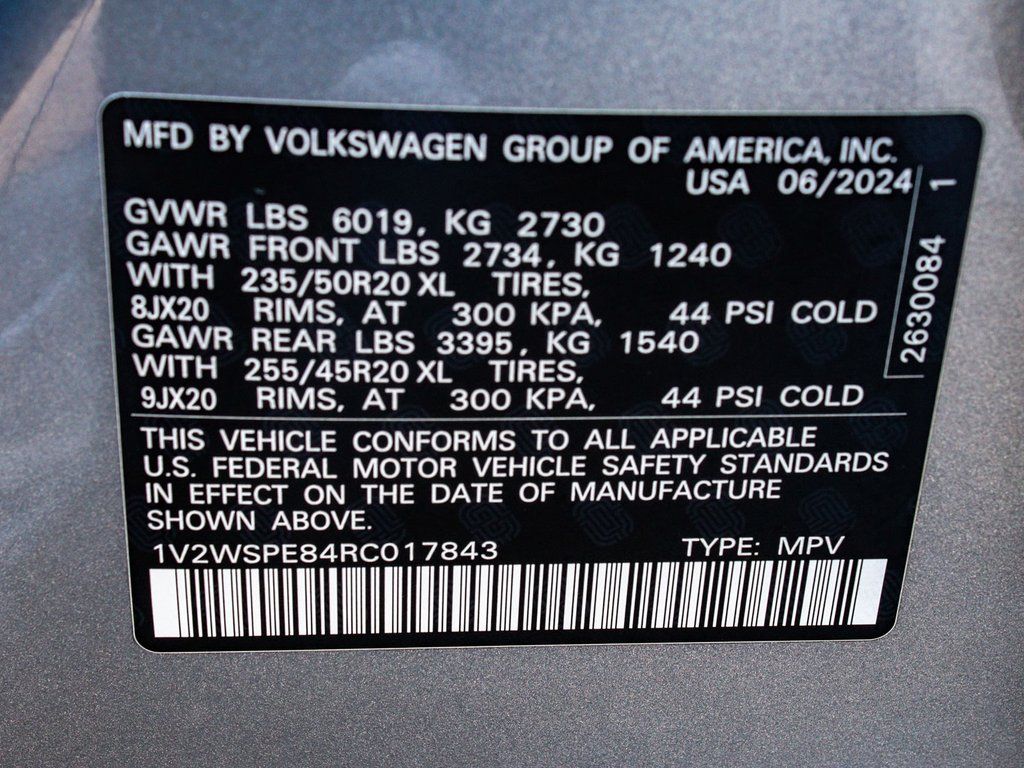 MFD BY VOLKSWAGEN GROUP OF AMERICA, INC.
USA 06/2024
GVWR LBS 6019, KG 2730
GAWR FRONT LBS 2734, KG 1240
WITH 235/50R20 XL TIRES,
8JX20 RIMS, AT 300 KPA, 44 PSI COLD
GAWR REAR LBS 3395, KG 1540
WITH 255/45R20 XL TIRES,
9JX20 RIMS, AT 300 KPA, 44 PSI COLD
2630084 1
THIS VEHICLE CONFORMS TO ALL APPLICABLE
U.S. FEDERAL MOTOR VEHICLE SAFETY STANDARDS
IN EFFECT ON THE DATE OF MANUFACTURE
SHOWN ABOVE.
1V2WSPE84RC017843 TYPE: MPV